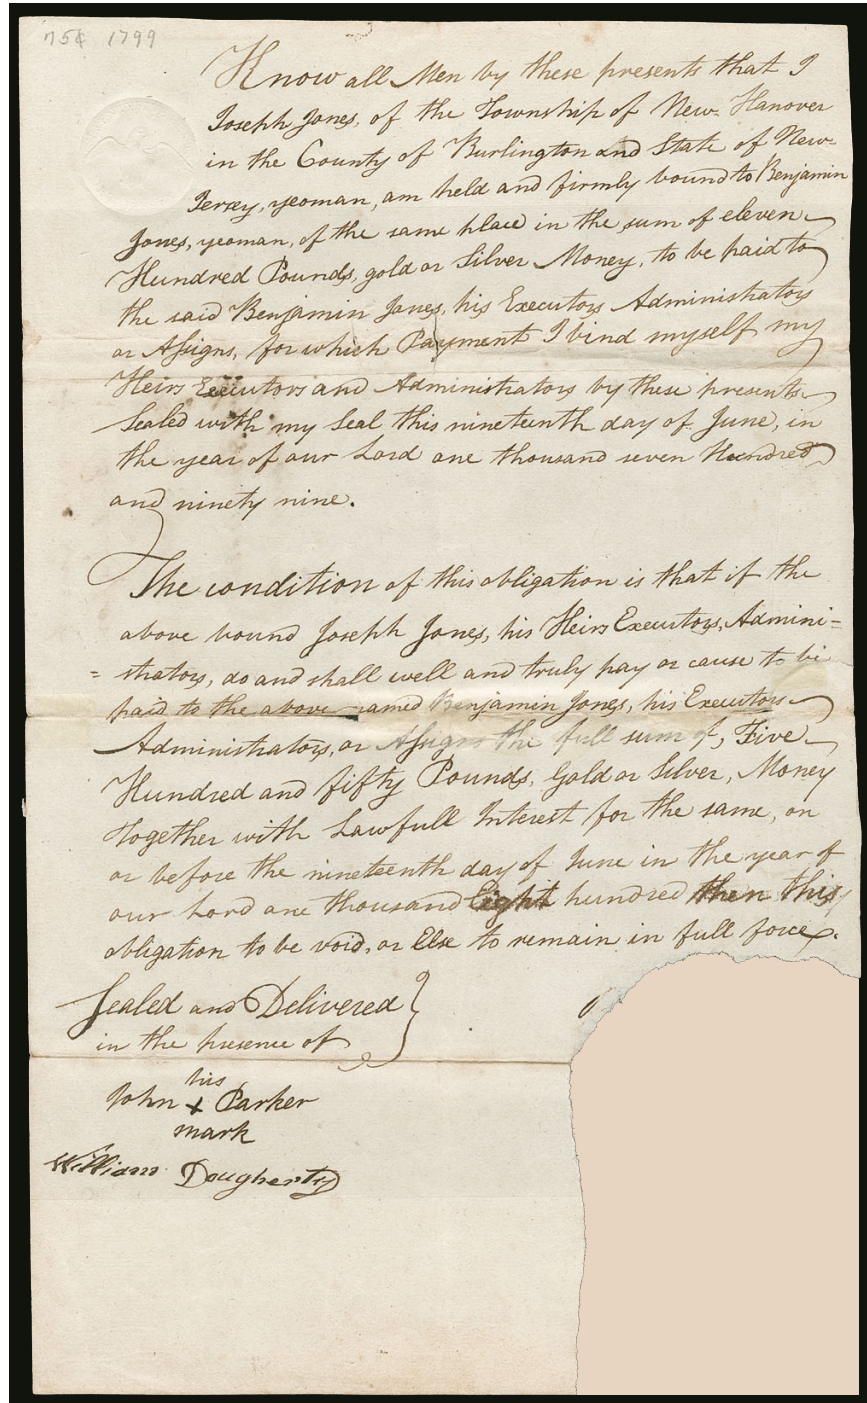 75¢ 1799
Know all Men by these presents that I
Joseph Jones, of the Township of New-Hanover
in the County of Burlington and State of New-
Jersey, yeoman, am held and firmly bound to Benjamin
Jones, yeoman, of the same place in the sum of eleven
Hundred Pounds, gold or Silver Money, to be paid to
the said Benjamin Jones, his Executors Administrators
or Assigns, for which Payment I bind myself my
Heirs Executors and Administrators by these presents
Sealed with my Seal this nineteenth day of June, in
the year of our Lord one thousand seven Hundred
and ninety nine.
The condition of this obligation is that if the
above bound Joseph Jones, his Heirs Executors, Admini=
=strators, do and shall well and truly pay or cause to be
paid to the above named Benjamin Jones, his Executors
Administrators, or Assigns the full sum of, Five
Hundred and fifty Pounds, Gold or Silver, Money
together with Lawfull Interest for the same, on
or before the nineteenth day of June in the year of
our Lord one thousand Eight hundred then this
obligation to be void, or Else to remain in full force.
Sealed and Delivered
in the presence of
his
John x Parker
mark
William Dougherty